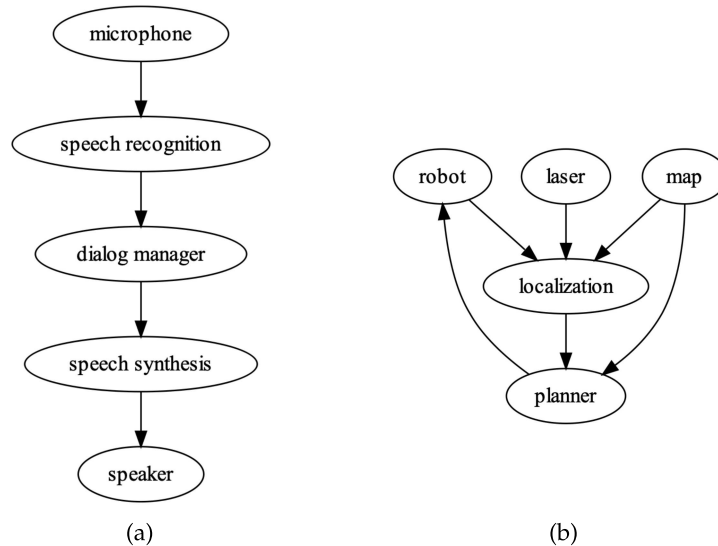 microphone
speech recognition
dialog manager
speech synthesis
speaker
(a)
robot laser map
localization
planner
(b)